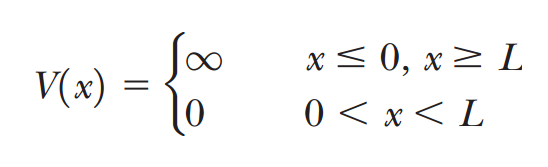 V(x) = { ∞ x ≤ 0, x ≥ L
0 0 < x < L